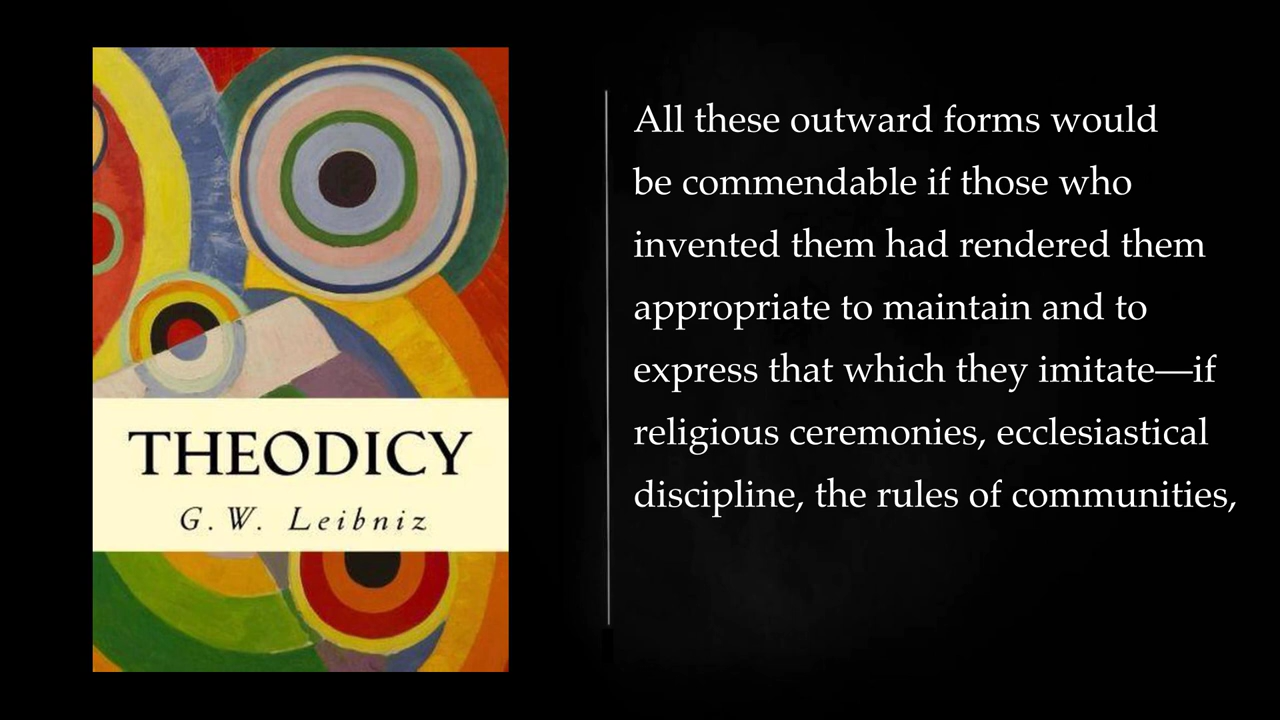 THEODICY
G.W. Leibniz
All these outward forms would
be commendable if those who
invented them had rendered them
appropriate to maintain and to
express that which they imitate—if
religious ceremonies, ecclesiastical
discipline, the rules of communities,